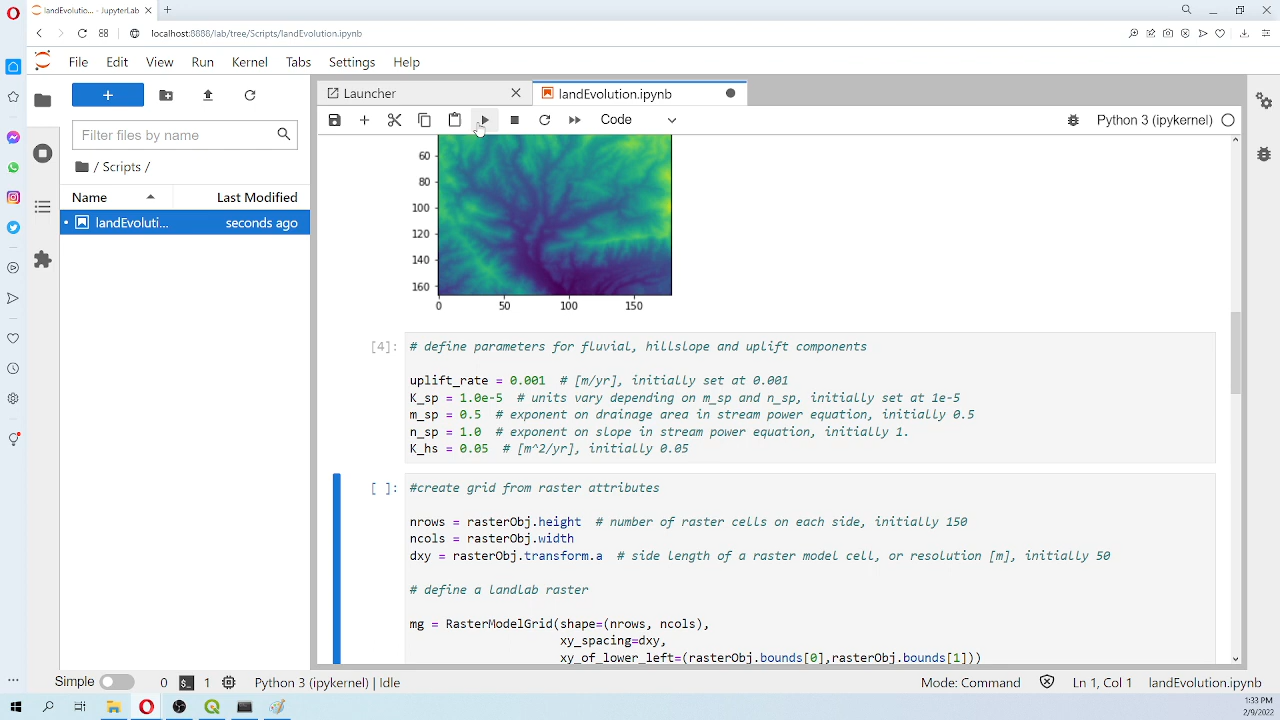 landEvolutio... - JupyterLab
localhost:8888/lab/tree/Scripts/landEvolution.ipynb
File Edit View Run Kernel Tabs Settings Help
Launcher
landEvolution.ipynb
Filter files by name
Code
Python 3 (ipykernel)
/ Scripts /
Name
Last Modified
landEvoluti...
seconds ago
60
80
100
120
140
160
0 50 100 150
[4]:
# define parameters for fluvial, hillslope and uplift components
uplift_rate = 0.001 # [m/yr], initially set at 0.001
K_sp = 1.0e-5 # units vary depending on m_sp and n_sp, initially set at 1e-5
m_sp = 0.5 # exponent on drainage area in stream power equation, initially 0.5
n_sp = 1.0 # exponent on slope in stream power equation, initially 1.
K_hs = 0.05 # [m^2/yr], initially 0.05
[ ]:
#create grid from raster attributes
nrows = rasterObj.height # number of raster cells on each side, initially 150
ncols = rasterObj.width
dxy = rasterObj.transform.a # side length of a raster model cell, or resolution [m], initially 50
# define a landlab raster
mg = RasterModelGrid(shape=(nrows, ncols),
xy_spacing=dxy,
xy_of_lower_left=(rasterObj.bounds[0],rasterObj.bounds[1]))
Simple
0
1
Python 3 (ipykernel) | Idle
Mode: Command
Ln 1, Col 1
landEvolution.ipynb
1:33 PM
2/9/2022